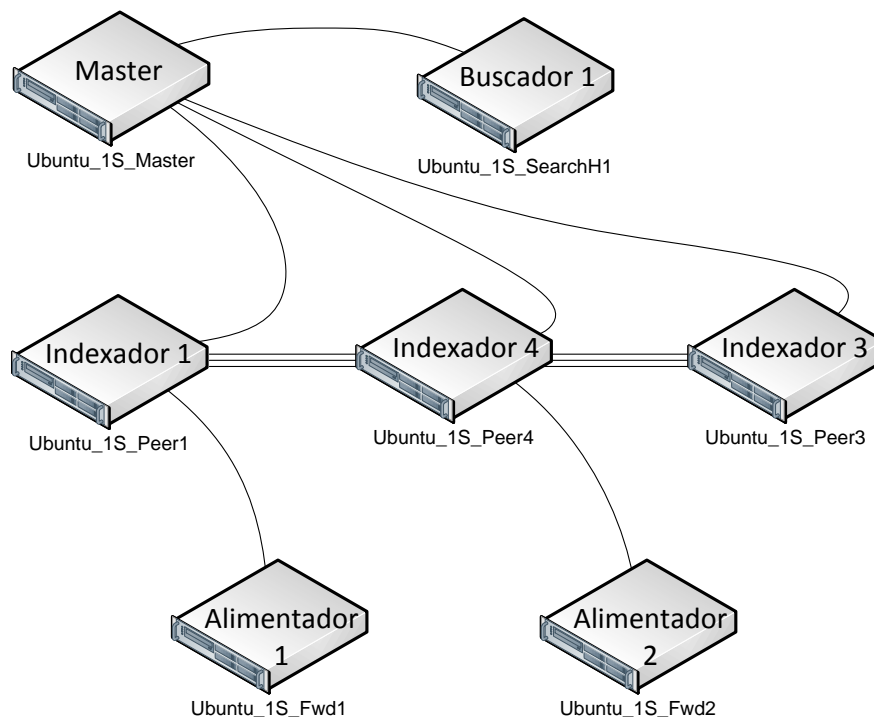 Master
Buscador 1
Ubuntu_1S_Master
Ubuntu_1S_SearchH1
Indexador 1
Indexador 4
Indexador 3
Ubuntu_1S_Peer1
Ubuntu_1S_Peer4
Ubuntu_1S_Peer3
Alimentador
1
Alimentador
2
Ubuntu_1S_Fwd1
Ubuntu_1S_Fwd2